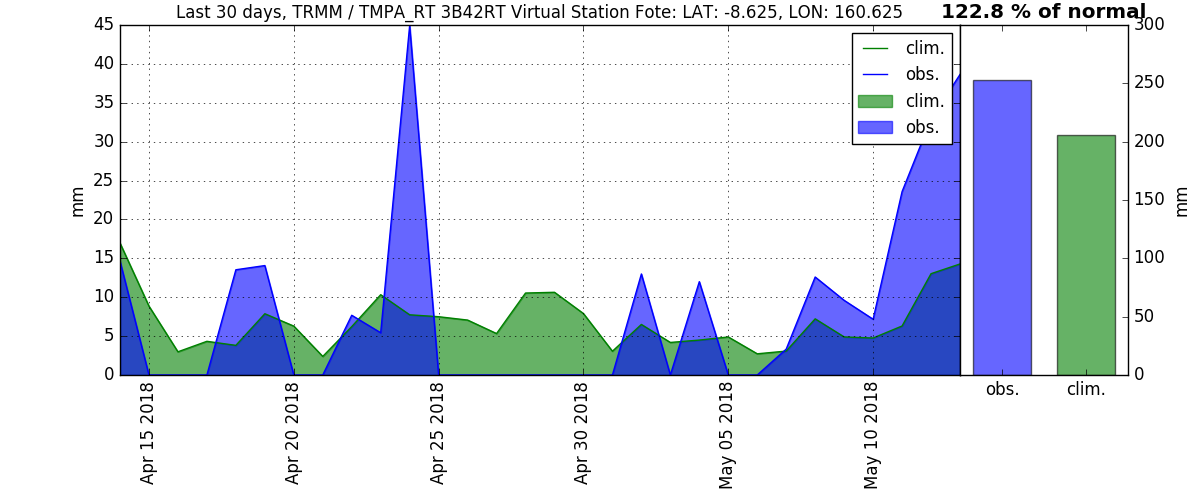 Last 30 days, TRMM / TMPA_RT 3B42RT Virtual Station Fote: LAT: -8.625, LON: 160.625
122.8 % of normal
45
40
35
30
25
20
15
10
5
0
mm
clim.
obs.
clim.
obs.
300
250
200
150
100
50
0
mm
obs.
clim.
Apr 15 2018
Apr 20 2018
Apr 25 2018
Apr 30 2018
May 05 2018
May 10 2018